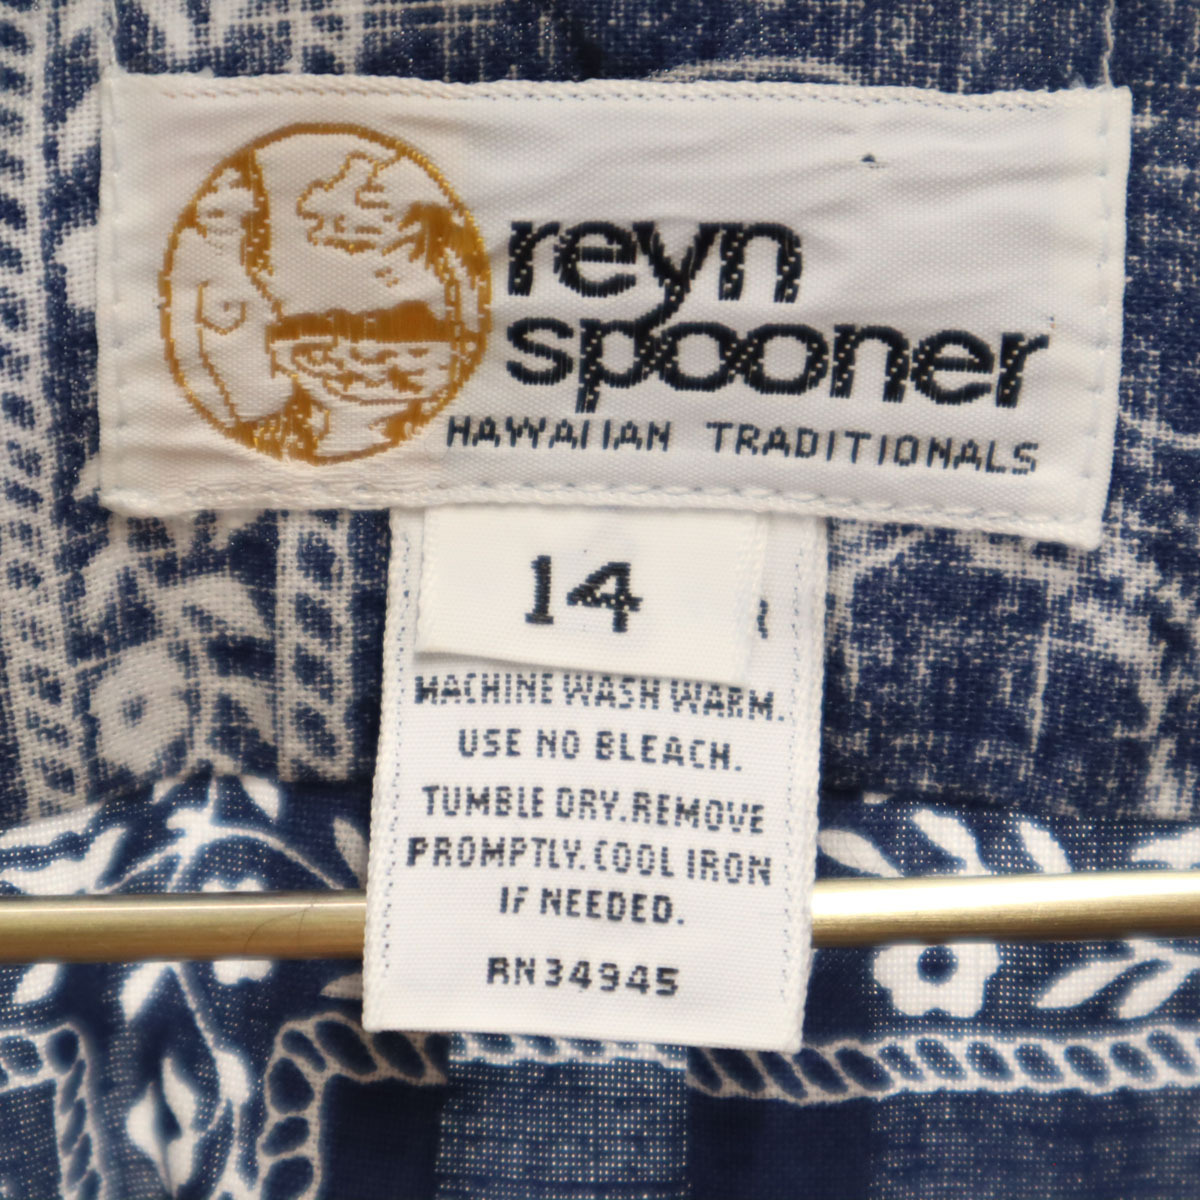 reyn
spooner
HAWAIIAN TRADITIONALS
14
MACHINE WASH WARM.
USE NO BLEACH.
TUMBLE DRY. REMOVE
PROMPTLY. COOL IRON
IF NEEDED.
RN34945